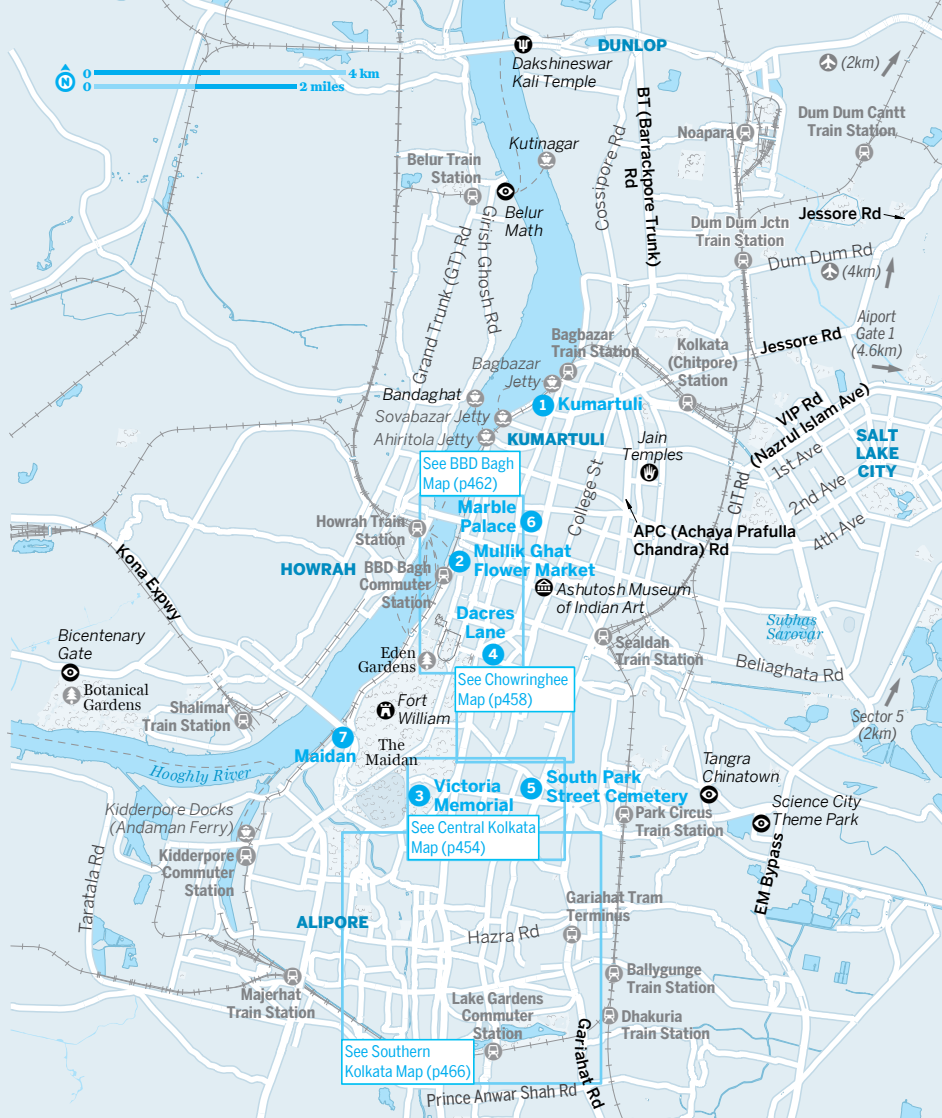 DUNLOP
Dakshineswar
Kali Temple
(2km)
0
4 km
N
0
2 miles
BT (Barrackpore Trunk)
Rd
Cossipore Rd
Noapara
Dum Dum Cantt
Train Station
Kutinagar
Belur Train
Station
Belur
Math
Jessore Rd
Dum Dum Jctn
Train Station
Dum Dum Rd
(4km)
Grand Trunk (GT) Rd
Girish Ghosh Rd
Aiport
Gate 1
(4.6km)
Jessore Rd
Bagbazar
Train Station
Kolkata
(Chitpore)
Station
Bagbazar
Jetty
Bandaghat
1 Kumartuli
Sovabazar Jetty
Ahiritola Jetty
KUMARTULI
VIP Rd
(Nazrul Islam Ave)
SALT
LAKE
CITY
Jain
Temples
1st Ave
2nd Ave
4th Ave
CIT Rd
See BBD Bagh
Map (p462)
College St
Marble
Palace
6
Howrah Train
Station
APC (Achaya Prafulla
Chandra) Rd
2
Mullik Ghat
Flower Market
HOWRAH
BBD Bagh
Commuter
Station
Kona Expwy
Ashutosh Museum
of Indian Art
Dacres
Lane
4
Subhas
Sarovar
Bicentenary
Gate
Eden
Gardens
Sealdah
Train Station
Beliaghata Rd
Botanical
Gardens
See Chowringhee
Map (p458)
Shalimar
Train Station
Fort
William
Sector 5
(2km)
7
Maidan
The
Maidan
Hooghly River
Tangra
Chinatown
3
Victoria
Memorial
5
South Park
Street Cemetery
Kidderpore Docks
(Andaman Ferry)
Park Circus
Train Station
Science City
Theme Park
See Central Kolkata
Map (p454)
Kidderpore
Commuter
Station
Taratala Rd
EM Bypass
ALIPORE
Gariahat Tram
Terminus
Hazra Rd
Majerhat
Train Station
Ballygunge
Train Station
Lake Gardens
Commuter
Station
Dhakuria
Train Station
Gariahat Rd
See Southern
Kolkata Map (p466)
Prince Anwar Shah Rd